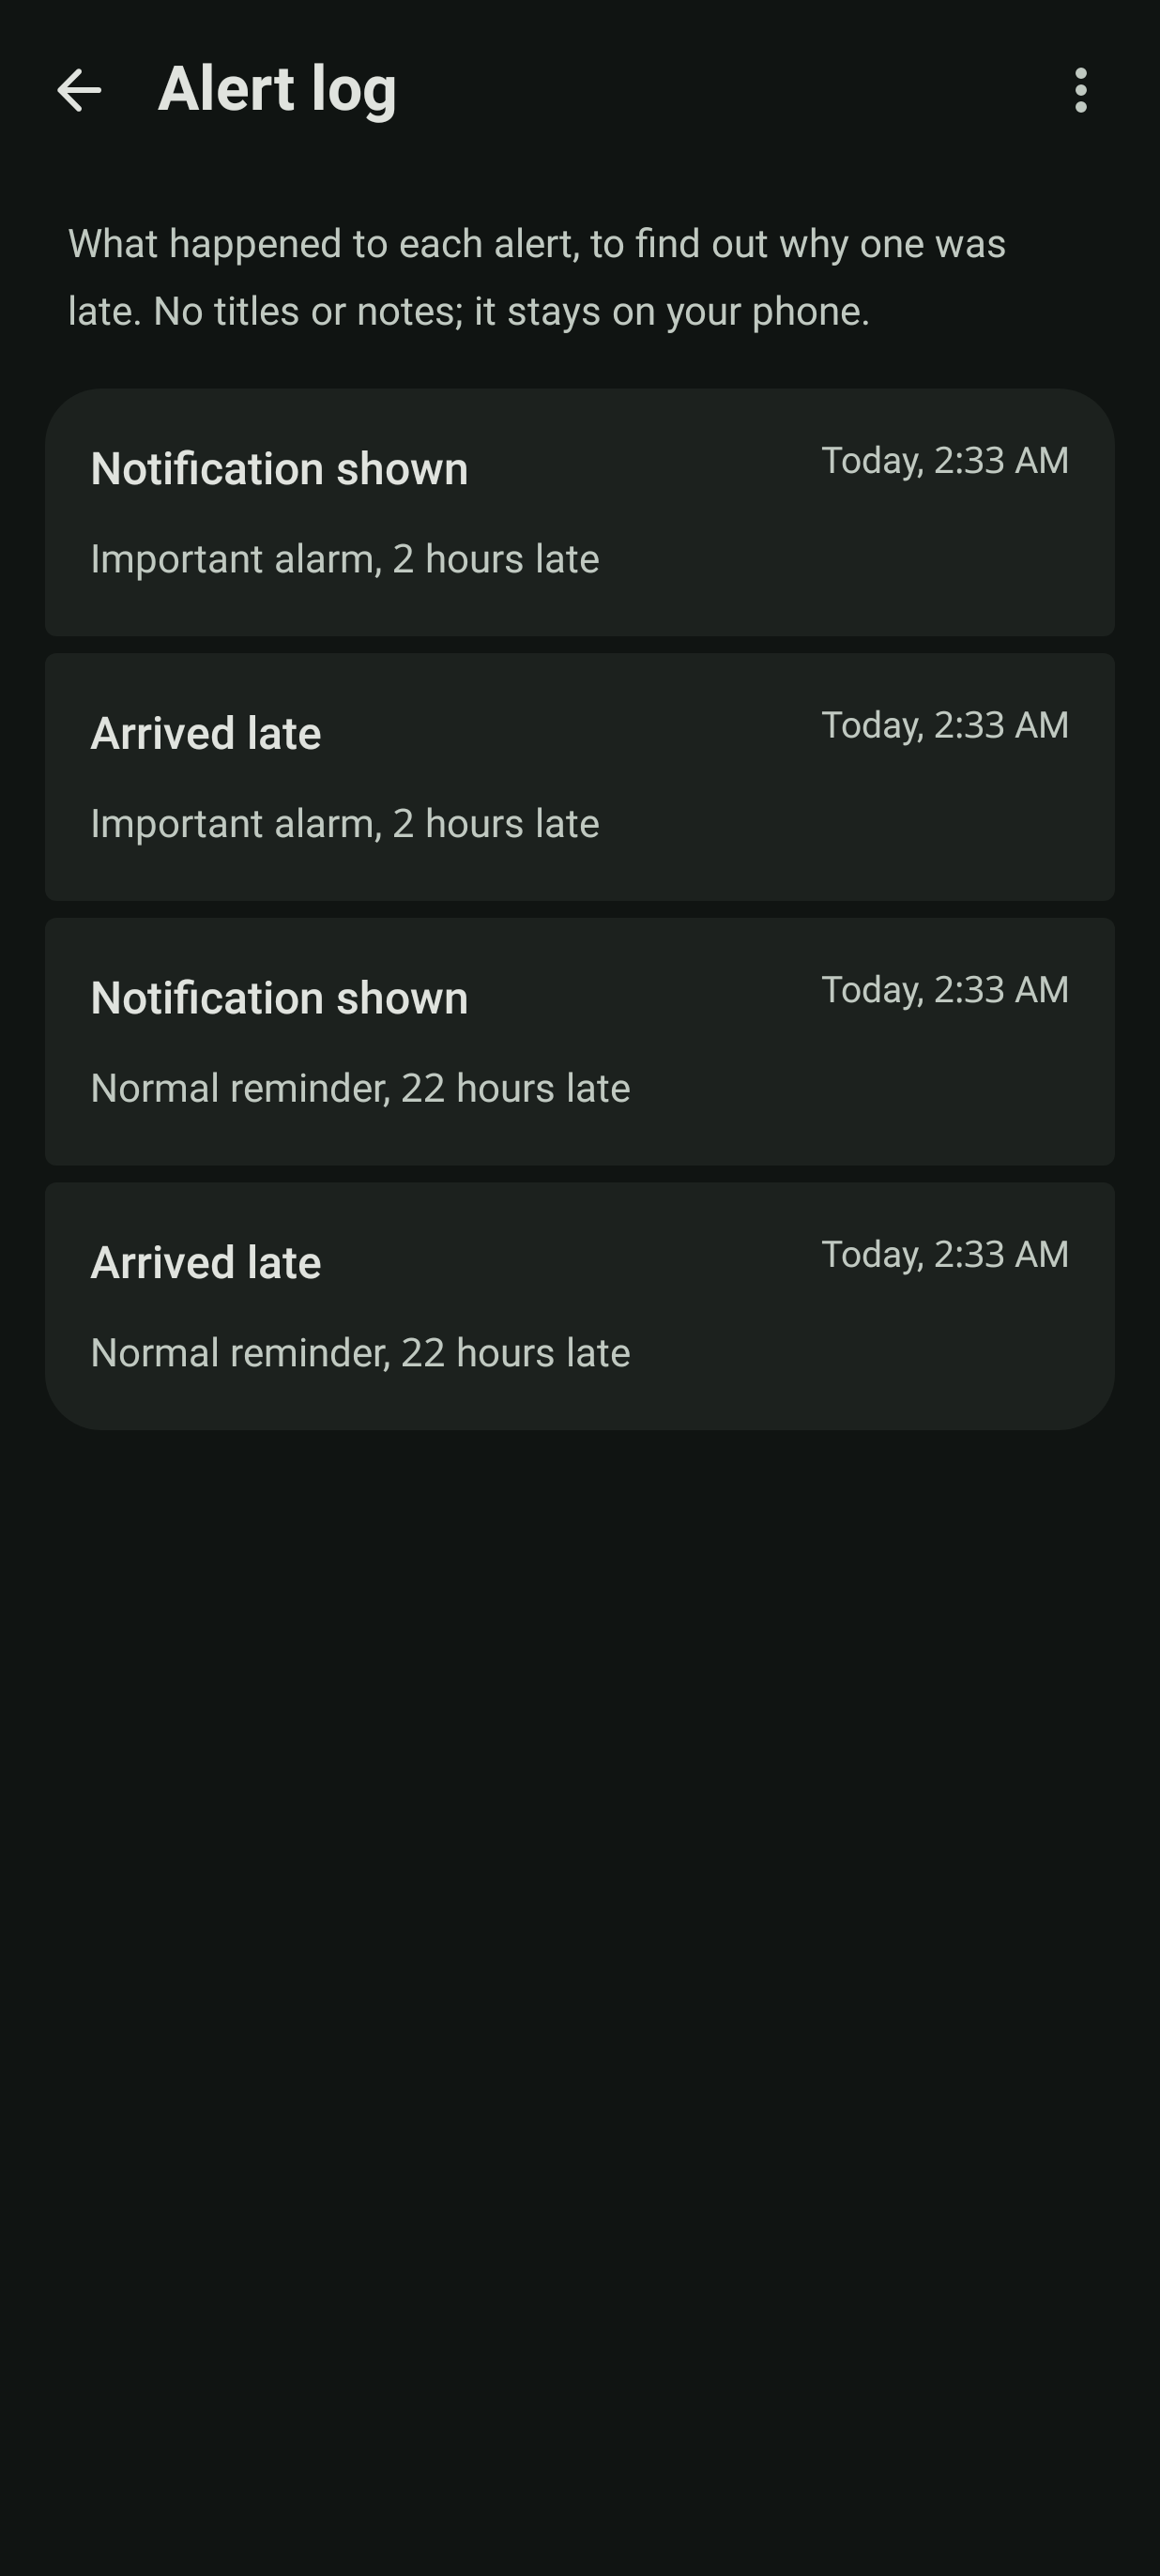 Alert log
What happened to each alert, to find out why one was
late. No titles or notes; it stays on your phone.
Notification shown
Today, 2:33 AM
Important alarm, 2 hours late
Arrived late
Today, 2:33 AM
Important alarm, 2 hours late
Notification shown
Today, 2:33 AM
Normal reminder, 22 hours late
Arrived late
Today, 2:33 AM
Normal reminder, 22 hours late